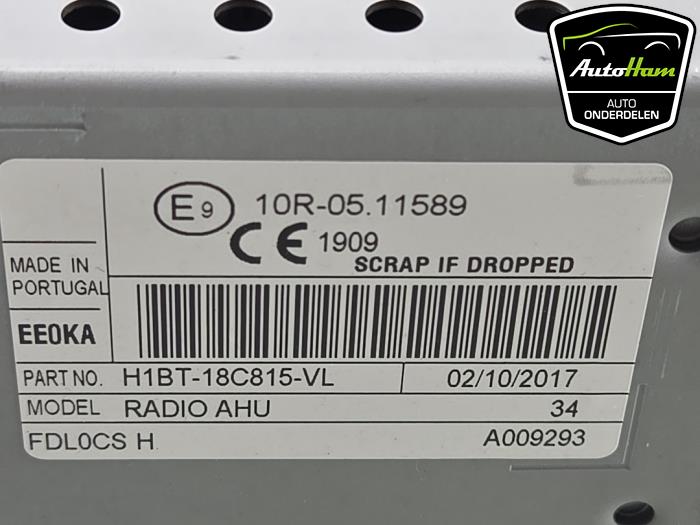 AutoHam
AUTO
ONDERDELEN
E9 10R-05.11589
CE 1909
SCRAP IF DROPPED
MADE IN
PORTUGAL
EE0KA
PART NO. H1BT-18C815-VL 02/10/2017
MODEL RADIO AHU 34
FDL0CS H A009293